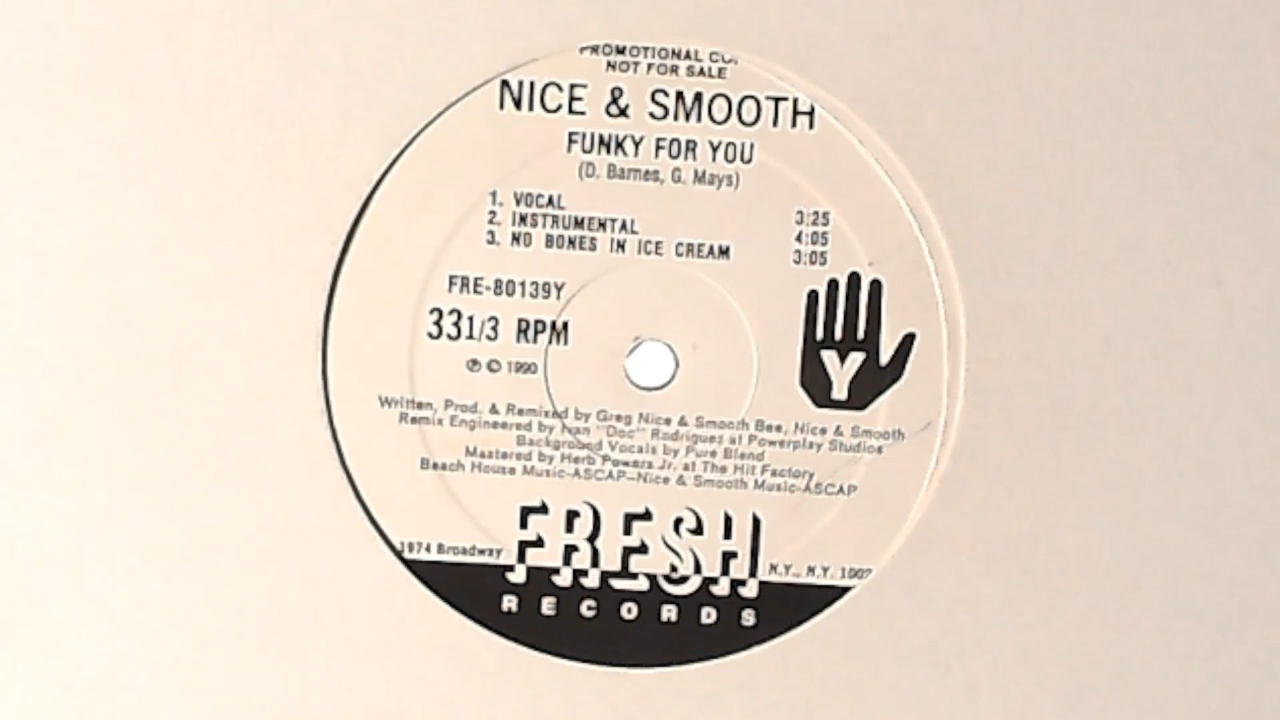 PROMOTIONAL
NOT FOR SALE
NICE & SMOOTH
FUNKY FOR YOU
(D. Barnes, G. Mays)
1. VOCAL 3:25
2. INSTRUMENTAL 4:05
3. NO BONES IN ICE CREAM 3:05
FRE-80139Y
33 1/3 RPM
℗ © 1990
Y
Written, Prod. & Remixed by Greg Nice & Smooth Bee, Nice & Smooth
Remix Engineered by Ivan "Doc" Rodriguez at Powerplay Studios
Background Vocals by Pure Blend
Mastered by Herb Powers Jr. at The Hit Factory
Beach House Music-ASCAP–Nice & Smooth Music-ASCAP
1974 Broadway N.Y., N.Y.
FRESH
RECORDS